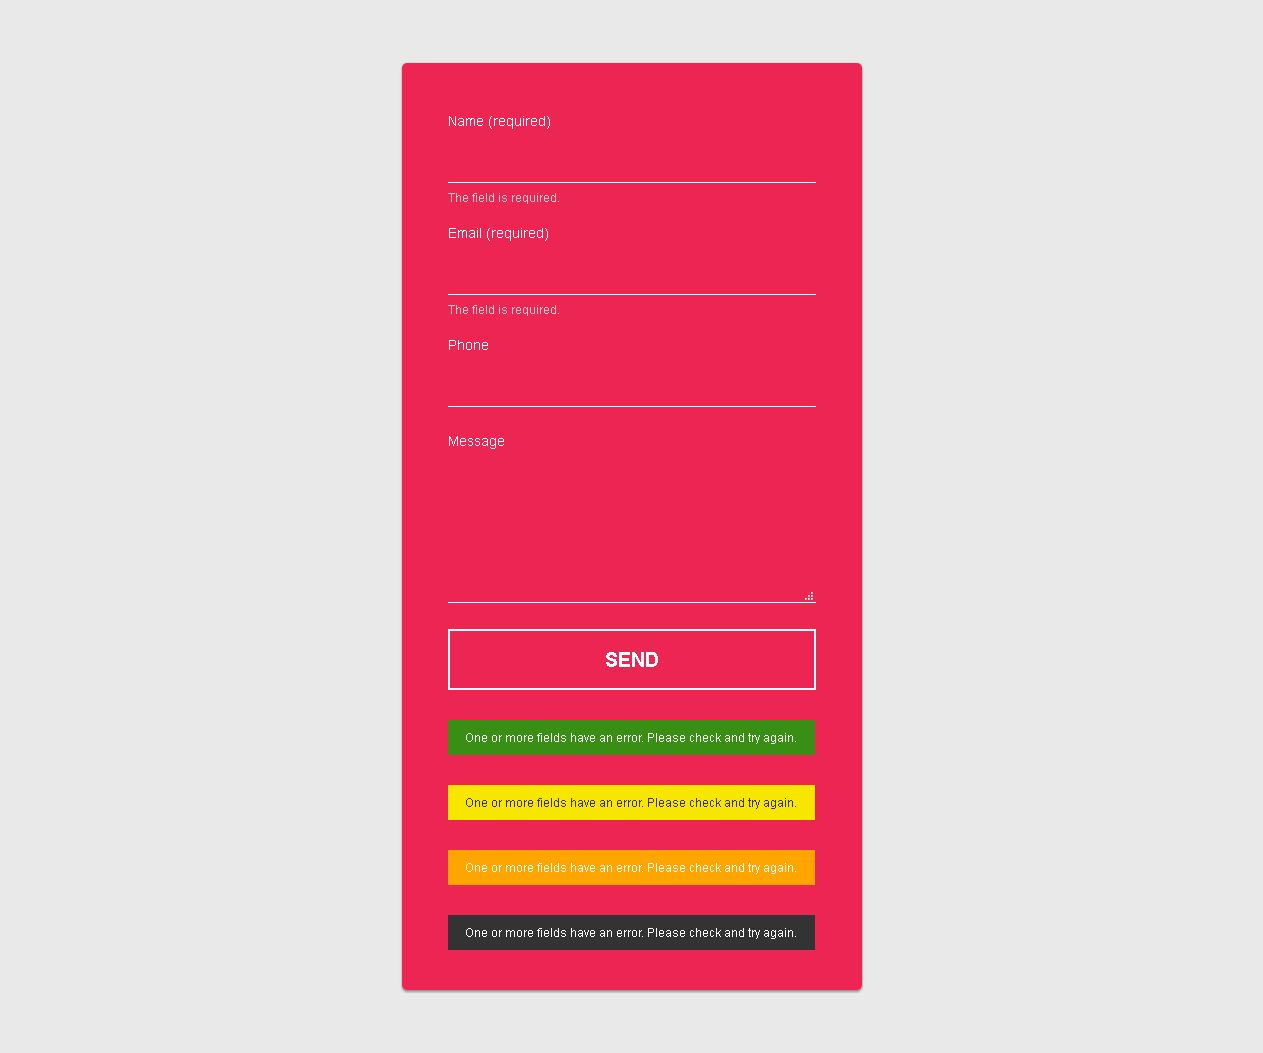 Name (required)
The field is required.
Email (required)
The field is required.
Phone
Message
SEND
One or more fields have an error. Please check and try again.
One or more fields have an error. Please check and try again.
One or more fields have an error. Please check and try again.
One or more fields have an error. Please check and try again.